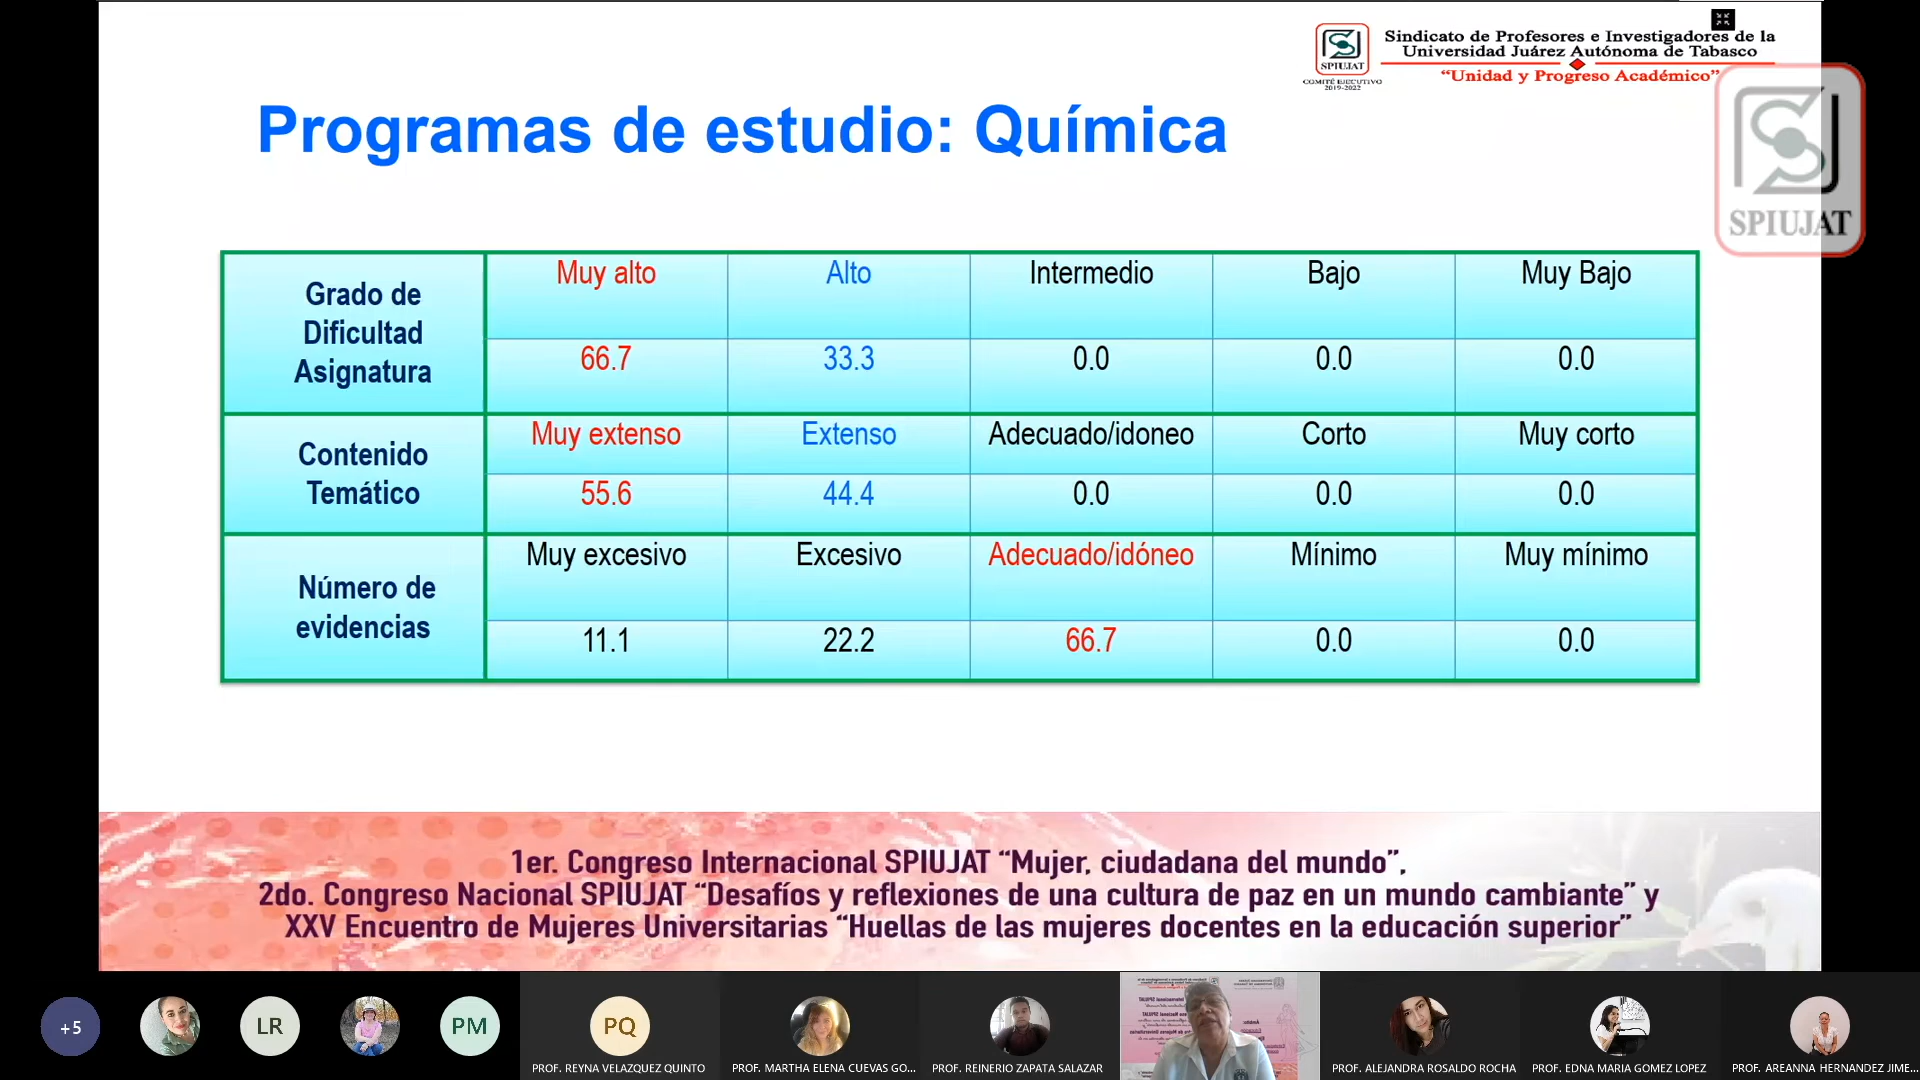 SPIUJAT
COMITÉ EJECUTIVO
2019-2022
Sindicato de Profesores e Investigadores de la
Universidad Juárez Autónoma de Tabasco
“Unidad y Progreso Académico”
SPIUJAT
Programas de estudio: Química
Grado de
Dificultad
Asignatura
Muy alto Alto Intermedio Bajo Muy Bajo
66.7 33.3 0.0 0.0 0.0
Contenido
Temático
Muy extenso Extenso Adecuado/idoneo Corto Muy corto
55.6 44.4 0.0 0.0 0.0
Número de
evidencias
Muy excesivo Excesivo Adecuado/idóneo Mínimo Muy mínimo
11.1 22.2 66.7 0.0 0.0
1er. Congreso Internacional SPIUJAT “Mujer, ciudadana del mundo”,
2do. Congreso Nacional SPIUJAT “Desafíos y reflexiones de una cultura de paz en un mundo cambiante” y
XXV Encuentro de Mujeres Universitarias “Huellas de las mujeres docentes en la educación superior”
+5 LR PM PQ
PROF. REYNA VELAZQUEZ QUINTO PROF. MARTHA ELENA CUEVAS GO... PROF. REINERIO ZAPATA SALAZAR PROF. ALEJANDRA ROSALDO ROCHA PROF. EDNA MARIA GOMEZ LOPEZ PROF. AREANNA HERNANDEZ JIME...